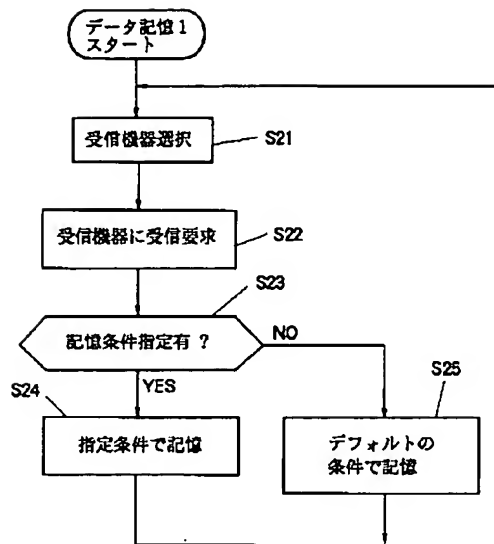 データ記憶1
スタート
受信機器選択
S21
受信機器に受信要求
S22
S23
記憶条件指定有 ?
NO
S24
YES
S25
指定条件で記憶
デフォルトの
条件で記憶